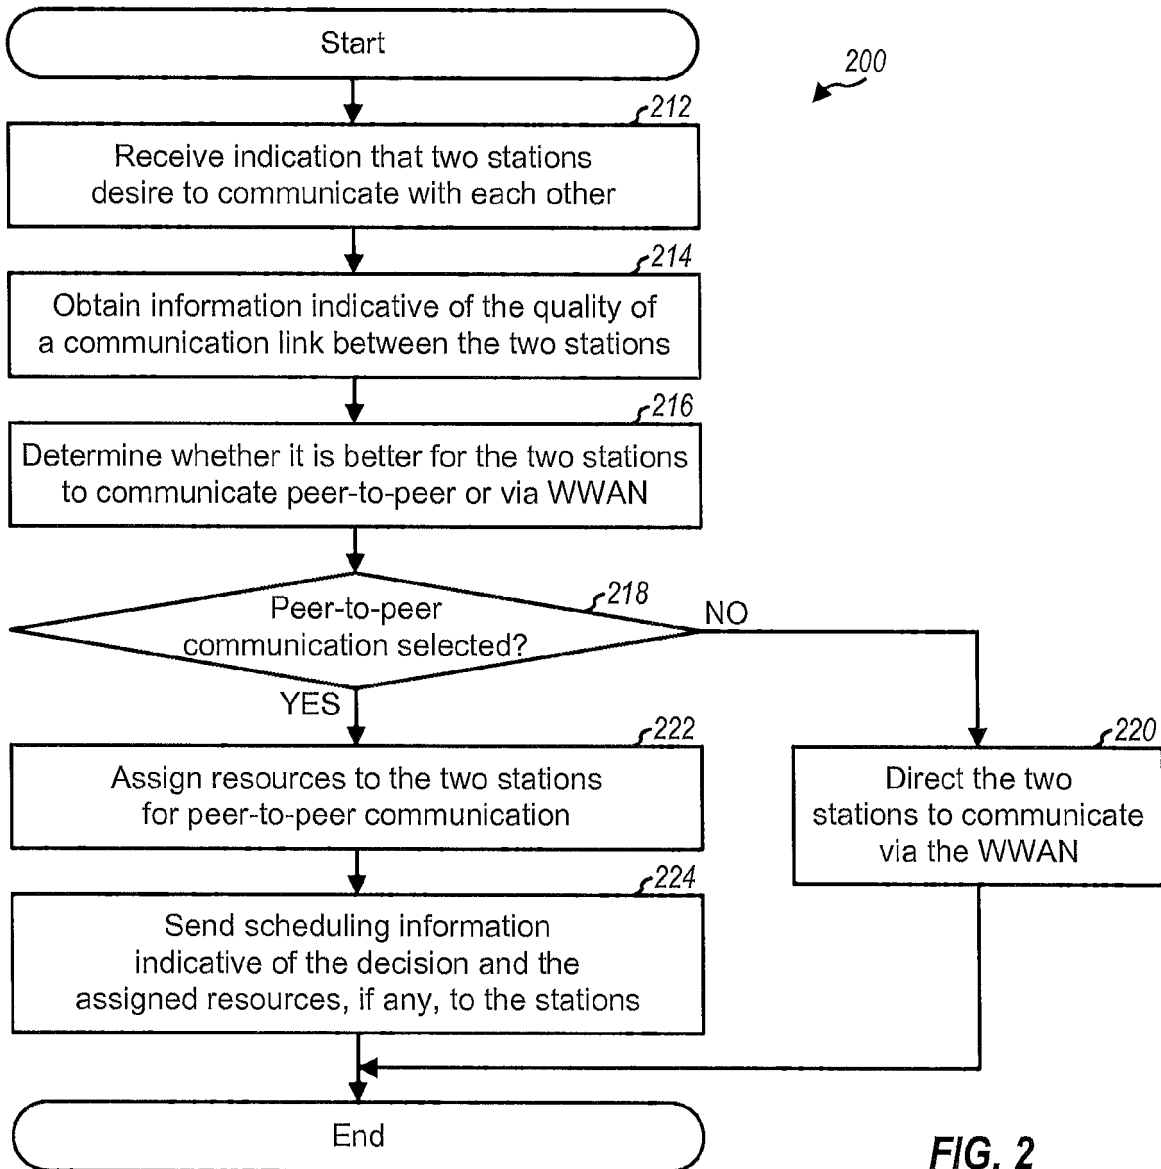 Start
200
212
Receive indication that two stations
desire to communicate with each other
214
Obtain information indicative of the quality of
a communication link between the two stations
216
Determine whether it is better for the two stations
to communicate peer-to-peer or via WWAN
218
Peer-to-peer
communication selected?
NO
YES
222
Assign resources to the two stations
for peer-to-peer communication
220
Direct the two
stations to communicate
via the WWAN
224
Send scheduling information
indicative of the decision and the
assigned resources, if any, to the stations
End
FIG. 2